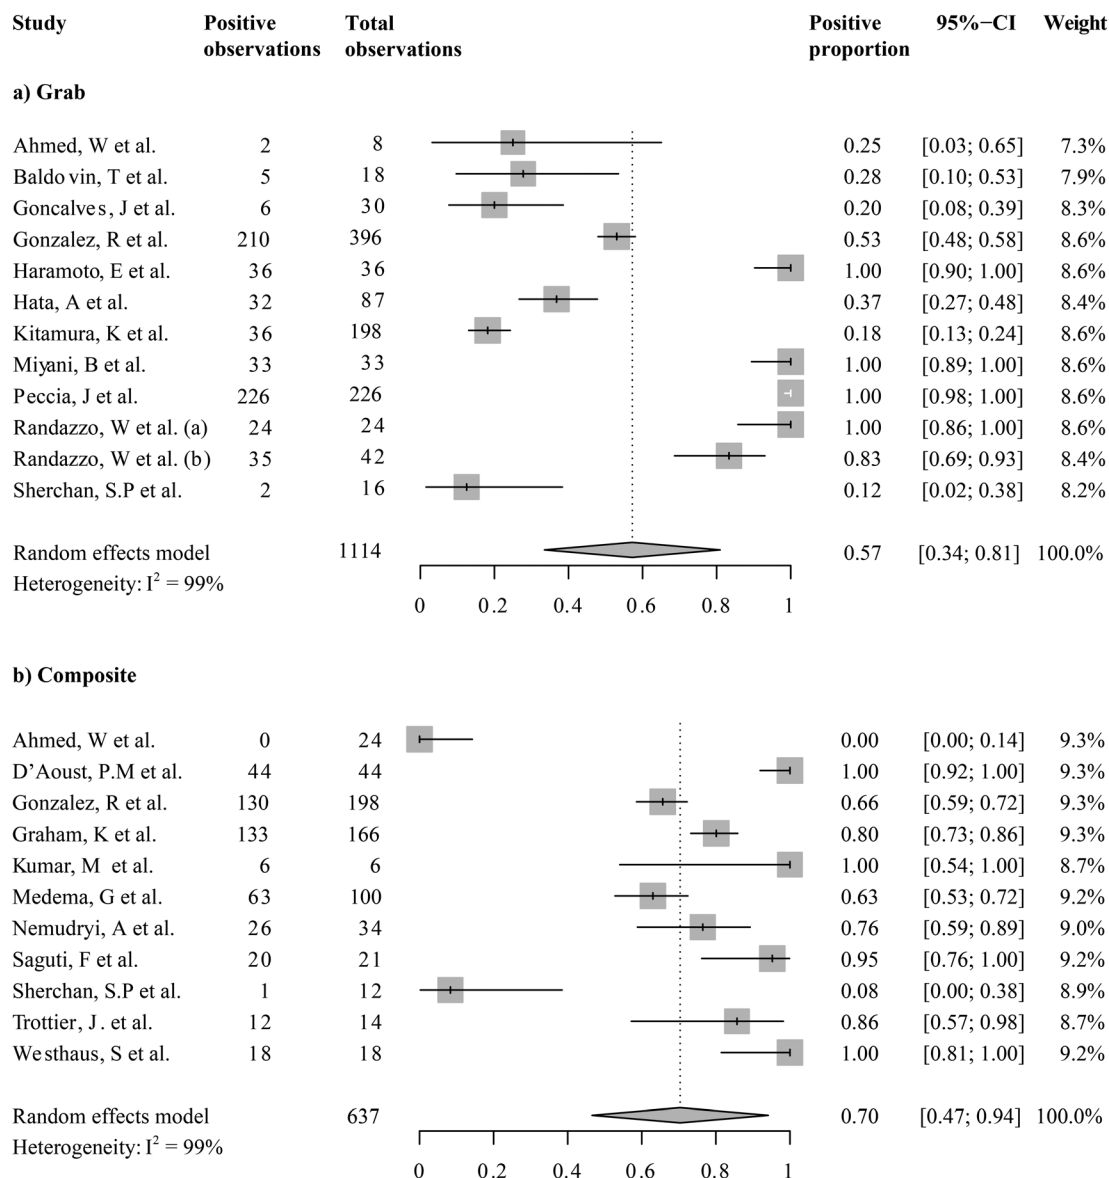 Study Positive observations Total observations Positive proportion 95%−CI Weight
a) Grab
Ahmed, W et al. 2 8 0.25 [0.03; 0.65] 7.3%
Baldovin, T et al. 5 18 0.28 [0.10; 0.53] 7.9%
Goncalves, J et al. 6 30 0.20 [0.08; 0.39] 8.3%
Gonzalez, R et al. 210 396 0.53 [0.48; 0.58] 8.6%
Haramoto, E et al. 36 36 1.00 [0.90; 1.00] 8.6%
Hata, A et al. 32 87 0.37 [0.27; 0.48] 8.4%
Kitamura, K et al. 36 198 0.18 [0.13; 0.24] 8.6%
Miyani, B et al. 33 33 1.00 [0.89; 1.00] 8.6%
Peccia, J et al. 226 226 1.00 [0.98; 1.00] 8.6%
Randazzo, W et al. (a) 24 24 1.00 [0.86; 1.00] 8.6%
Randazzo, W et al. (b) 35 42 0.83 [0.69; 0.93] 8.4%
Sherchan, S.P et al. 2 16 0.12 [0.02; 0.38] 8.2%
Random effects model 1114 0.57 [0.34; 0.81] 100.0%
Heterogeneity: I² = 99%
0 0.2 0.4 0.6 0.8 1
b) Composite
Ahmed, W et al. 0 24 0.00 [0.00; 0.14] 9.3%
D’Aoust, P.M et al. 44 44 1.00 [0.92; 1.00] 9.3%
Gonzalez, R et al. 130 198 0.66 [0.59; 0.72] 9.3%
Graham, K et al. 133 166 0.80 [0.73; 0.86] 9.3%
Kumar, M et al. 6 6 1.00 [0.54; 1.00] 8.7%
Medema, G et al. 63 100 0.63 [0.53; 0.72] 9.2%
Nemudryi, A et al. 26 34 0.76 [0.59; 0.89] 9.0%
Saguti, F et al. 20 21 0.95 [0.76; 1.00] 9.2%
Sherchan, S.P et al. 1 12 0.08 [0.00; 0.38] 8.9%
Trottier, J. et al. 12 14 0.86 [0.57; 0.98] 8.7%
Westhaus, S et al. 18 18 1.00 [0.81; 1.00] 9.2%
Random effects model 637 0.70 [0.47; 0.94] 100.0%
Heterogeneity: I² = 99%
0 0.2 0.4 0.6 0.8 1